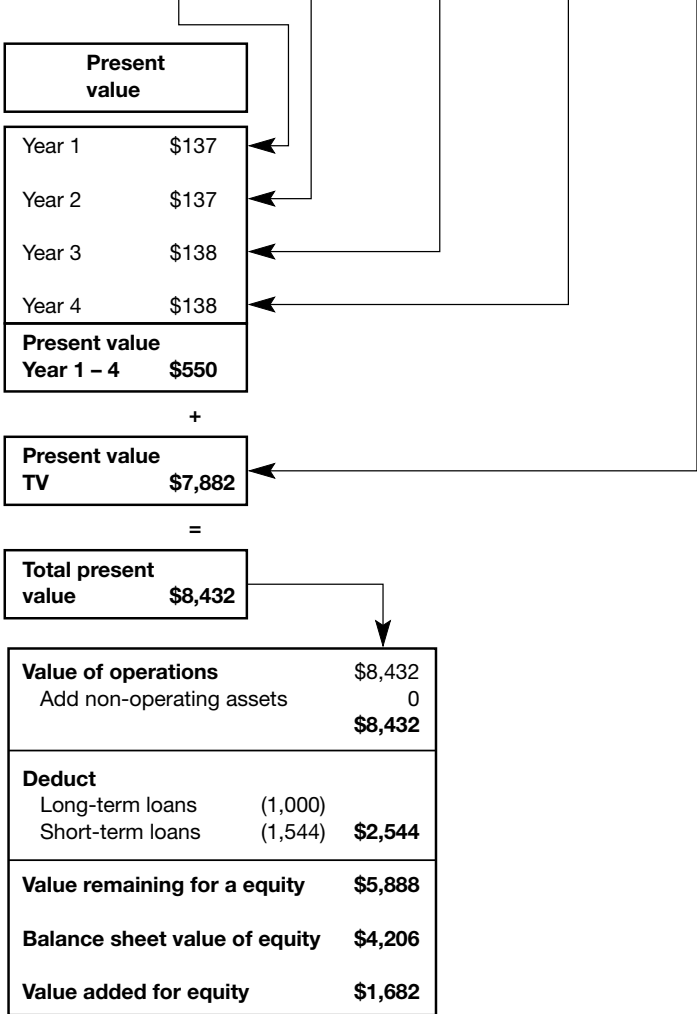 Present
value
Year 1 $137
Year 2 $137
Year 3 $138
Year 4 $138
Present value
Year 1 – 4 $550
+
Present value
TV $7,882
=
Total present
value $8,432
Value of operations $8,432
Add non-operating assets 0
$8,432
Deduct
Long-term loans (1,000)
Short-term loans (1,544) $2,544
Value remaining for a equity $5,888
Balance sheet value of equity $4,206
Value added for equity $1,682